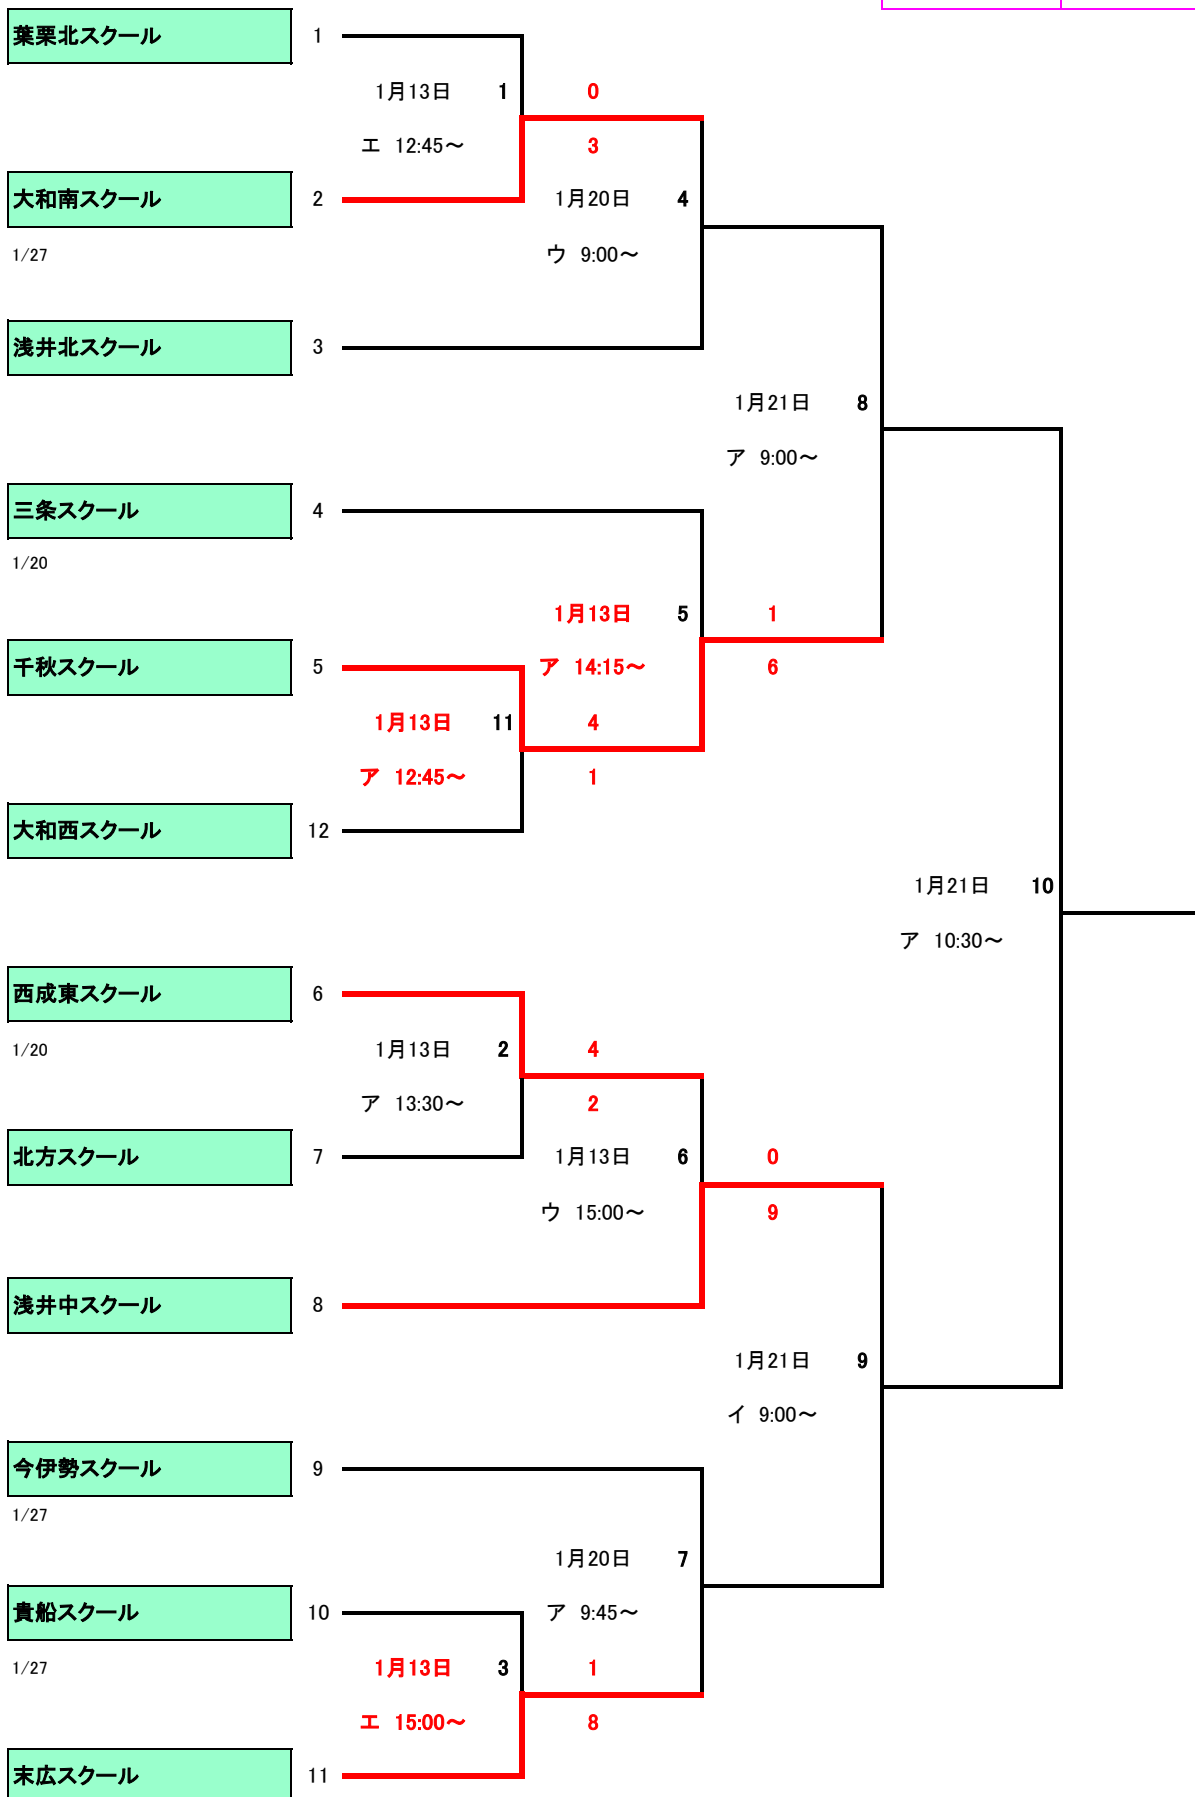 葉栗北スクール 1
1月13日 1 0
エ 12:45～ 3
大和南スクール 2 1月20日 4
1/27 ウ 9:00～
浅井北スクール 3
1月21日 8
ア 9:00～
三条スクール 4
1/20
1月13日 5 1
千秋スクール 5 ア 14:15～ 6
1月13日 11 4
ア 12:45～ 1
大和西スクール 12
1月21日 10
ア 10:30～
西成東スクール 6
1/20 1月13日 2 4
ア 13:30～ 2
北方スクール 7 1月13日 6 0
ウ 15:00～ 9
浅井中スクール 8
1月21日 9
イ 9:00～
今伊勢スクール 9
1/27
1月20日 7
貴船スクール 10 ア 9:45～
1/27 1月13日 3 1
エ 15:00～ 8
末広スクール 11